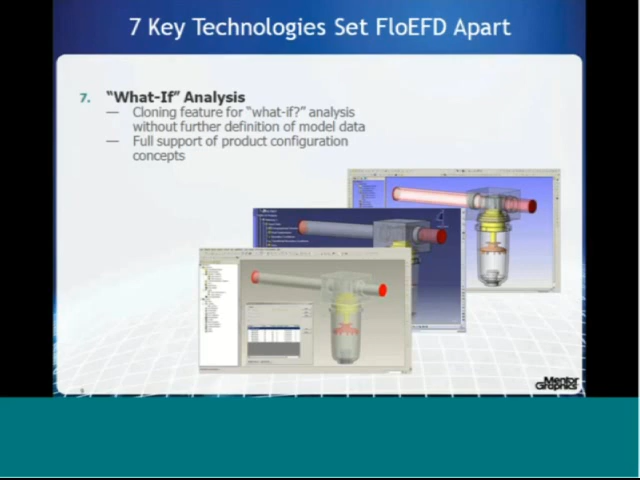 7 Key Technologies Set FloEFD Apart
7. "What-If" Analysis
— Cloning feature for "what-if?" analysis
without further definition of model data
— Full support of product configuration
concepts
Mentor
Graphics